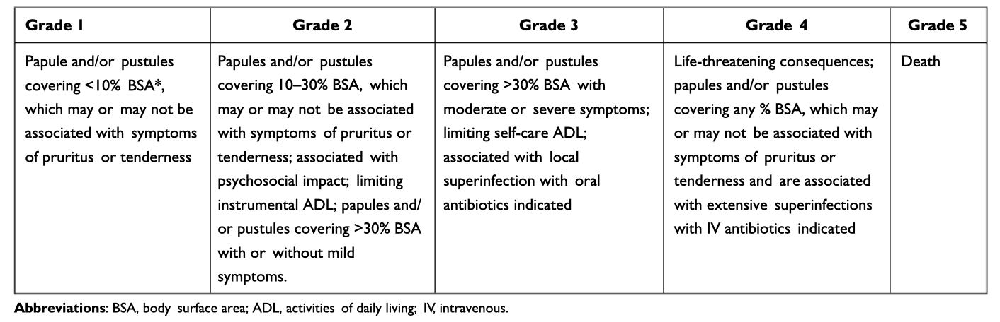 Grade 1
Grade 2
Grade 3
Grade 4
Grade 5
Papule and/or pustules
covering <10% BSA*,
which may or may not be
associated with symptoms
of pruritus or tenderness
Papules and/or pustules
covering 10–30% BSA, which
may or may not be associated
with symptoms of pruritus or
tenderness; associated with
psychosocial impact; limiting
instrumental ADL; papules and/
or pustules covering >30% BSA
with or without mild
symptoms.
Papules and/or pustules
covering >30% BSA with
moderate or severe symptoms;
limiting self-care ADL;
associated with local
superinfection with oral
antibiotics indicated
Life-threatening consequences;
papules and/or pustules
covering any % BSA, which may
or may not be associated with
symptoms of pruritus or
tenderness and are associated
with extensive superinfections
with IV antibiotics indicated
Death
Abbreviations: BSA, body surface area; ADL, activities of daily living; IV, intravenous.